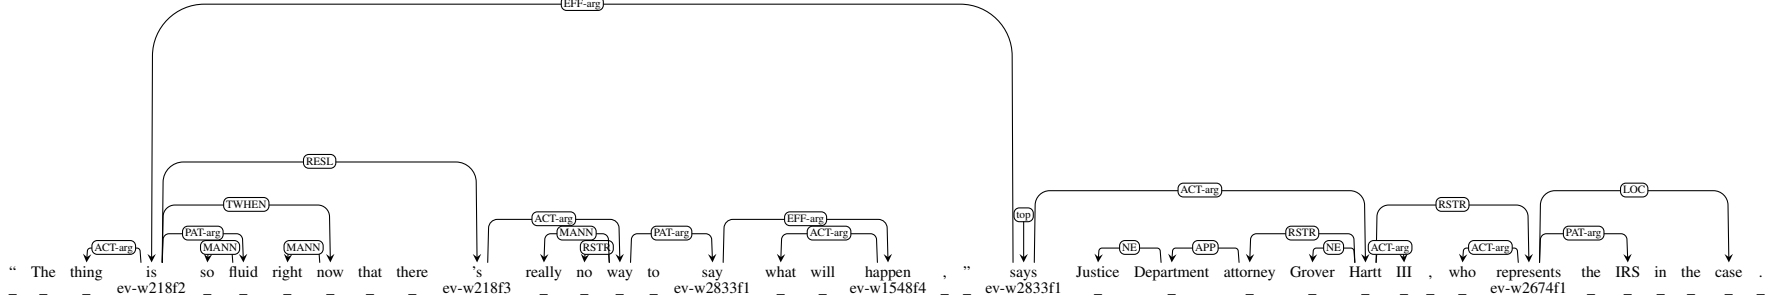 EFF-arg
RESL
ACT-arg LOC
TWHEN RSTR
top
ACT-arg EFF-arg
PAT-arg MANN PAT-arg ACT-arg RSTR PAT-arg
ACT-arg MANN MANN RSTR NE APP NE ACT-arg ACT-arg
“ The thing is so fluid right now that there 's really no way to say what will happen , ” says Justice Department attorney Grover Hartt III , who represents the IRS in the case .
_ _ _ ev-w218f2 _ _ _ _ _ _ ev-w218f3 _ _ _ _ ev-w2833f1 _ _ ev-w1548f4 _ _ ev-w2833f1 _ _ _ _ _ _ _ _ ev-w2674f1 _ _ _ _ _ _